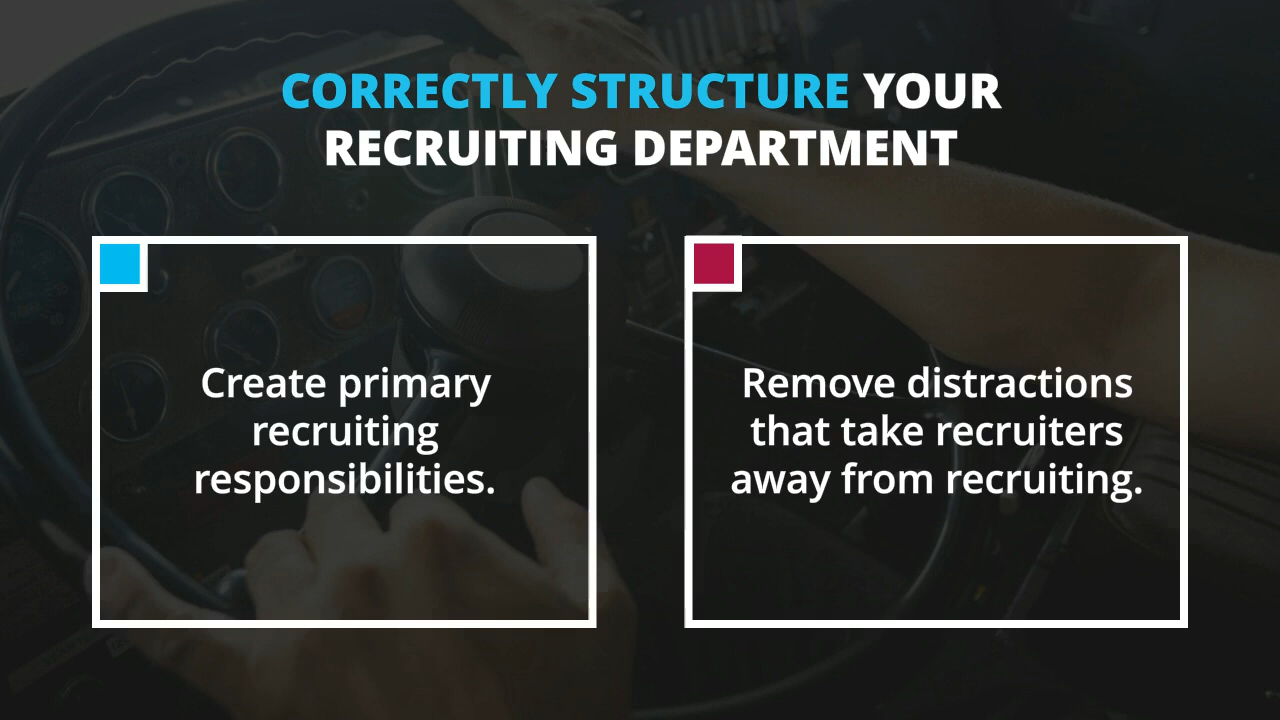 CORRECTLY STRUCTURE YOUR
RECRUITING DEPARTMENT
Create primary
recruiting
responsibilities.
Remove distractions
that take recruiters
away from recruiting.